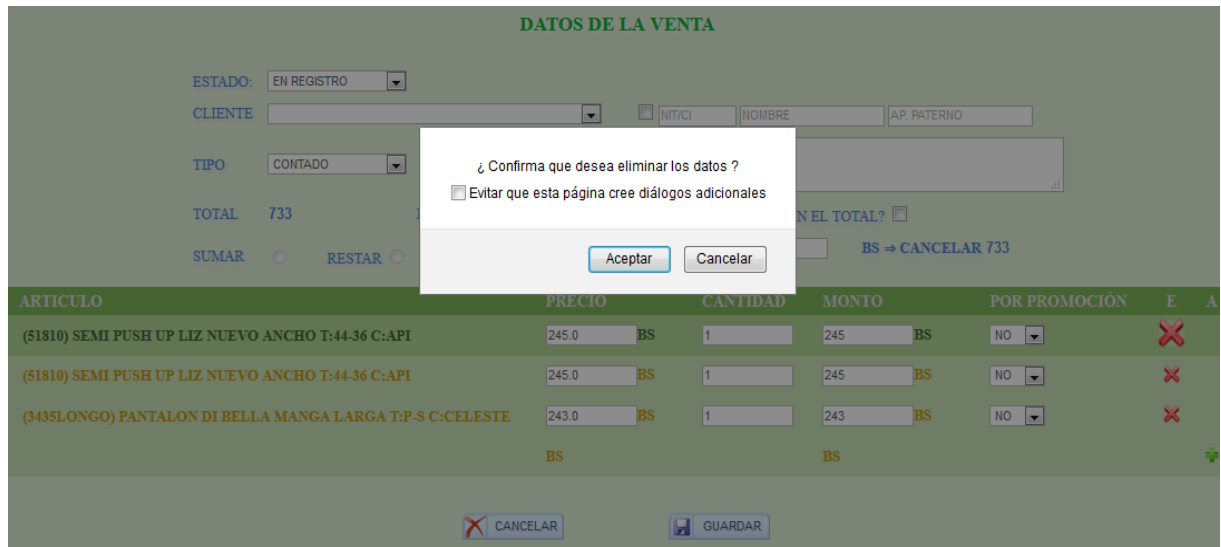 DATOS DE LA VENTA
ESTADO: EN REGISTRO
CLIENTE NIT/CI NOMBRE AP. PATERNO
¿ Confirma que desea eliminar los datos ?
TIPO CONTADO
Evitar que esta página cree diálogos adicionales
TOTAL 733 N EL TOTAL?
SUMAR RESTAR BS ⇒ CANCELAR 733
Aceptar Cancelar
ARTICULO PRECIO CANTIDAD MONTO POR PROMOCIÓN E A
(51810) SEMI PUSH UP LIZ NUEVO ANCHO T:44-36 C:API 245.0 BS 1 245 BS NO
(51810) SEMI PUSH UP LIZ NUEVO ANCHO T:44-36 C:API 245.0 BS 1 245 BS NO
(3435LONGO) PANTALON DI BELLA MANGA LARGA T:P-S C:CELESTE 243.0 BS 1 243 BS NO
BS BS
CANCELAR GUARDAR